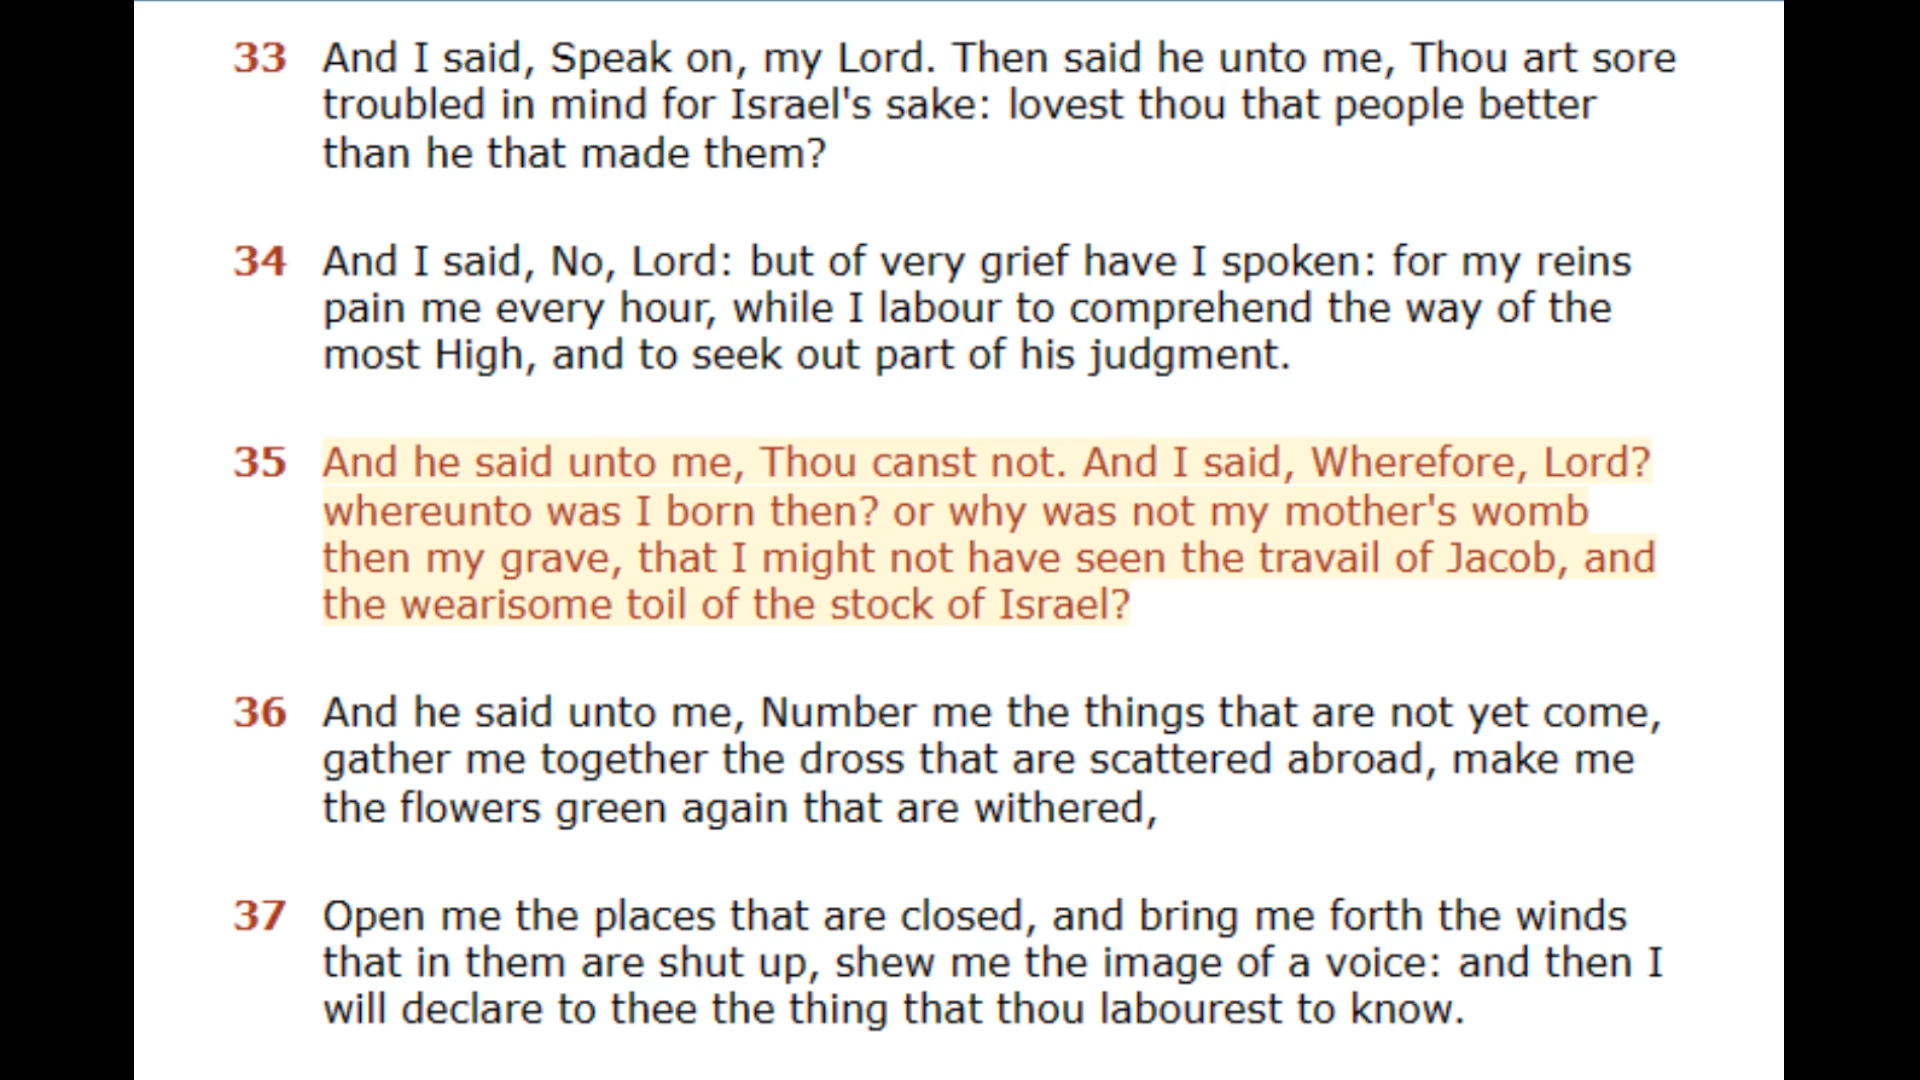 33 And I said, Speak on, my Lord. Then said he unto me, Thou art sore
troubled in mind for Israel's sake: lovest thou that people better
than he that made them?
34 And I said, No, Lord: but of very grief have I spoken: for my reins
pain me every hour, while I labour to comprehend the way of the
most High, and to seek out part of his judgment.
35 And he said unto me, Thou canst not. And I said, Wherefore, Lord?
whereunto was I born then? or why was not my mother's womb
then my grave, that I might not have seen the travail of Jacob, and
the wearisome toil of the stock of Israel?
36 And he said unto me, Number me the things that are not yet come,
gather me together the dross that are scattered abroad, make me
the flowers green again that are withered,
37 Open me the places that are closed, and bring me forth the winds
that in them are shut up, shew me the image of a voice: and then I
will declare to thee the thing that thou labourest to know.